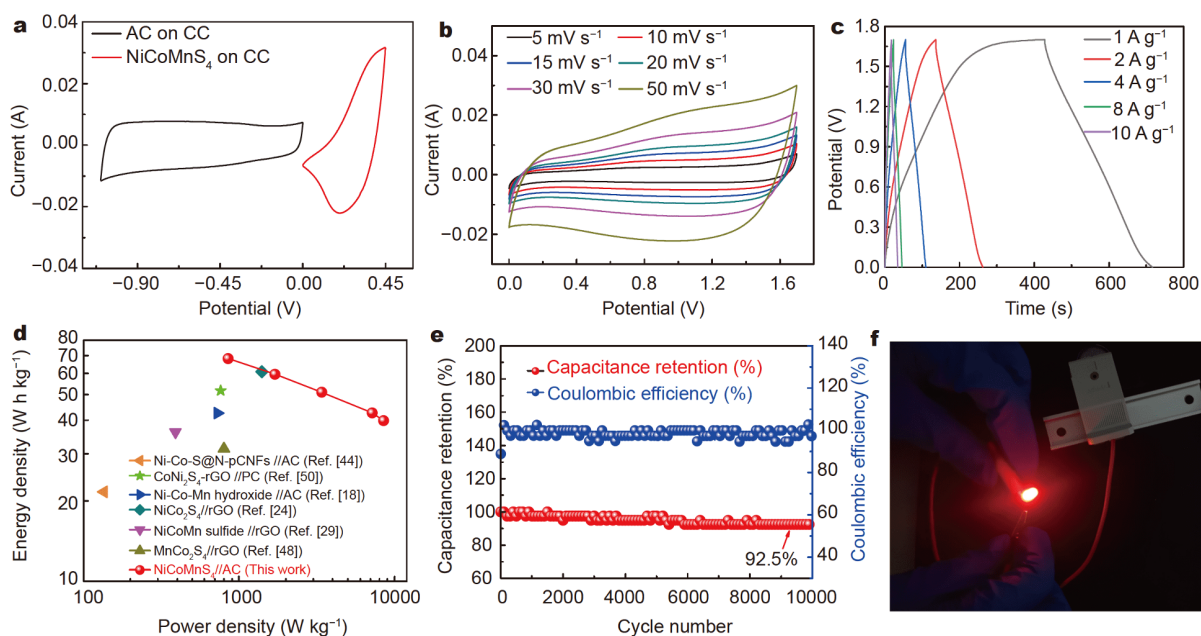 a
AC on CC
NiCoMnS₄ on CC
Current (A)
0.04
0.02
0.00
−0.02
−0.04
−0.90 −0.45 0.00 0.45
Potential (V)
b
5 mV s⁻¹ 10 mV s⁻¹
15 mV s⁻¹ 20 mV s⁻¹
30 mV s⁻¹ 50 mV s⁻¹
Current (A)
0.04
0.02
0.00
−0.02
0.0 0.4 0.8 1.2 1.6
Potential (V)
c
1 A g⁻¹
2 A g⁻¹
4 A g⁻¹
8 A g⁻¹
10 A g⁻¹
Potential (V)
1.8
1.5
1.2
0.9
0.6
0.3
0.0
0 200 400 600 800
Time (s)
d
Energy density (W h kg⁻¹)
80
70
60
50
40
30
20
10
Ni-Co-S@N-pCNFs //AC (Ref. [44])
CoNi₂S₄-rGO //PC (Ref. [50])
Ni-Co-Mn hydroxide //AC (Ref. [18])
NiCo₂S₄//rGO (Ref. [24])
NiCoMn sulfide //rGO (Ref. [29])
MnCo₂S₄//rGO (Ref. [48])
NiCoMnS₄//AC (This work)
100 1000 10000
Power density (W kg⁻¹)
e
Capacitance retention (%)
Coulombic efficiency (%)
Capacitance retention (%)
200
180
160
140
120
100
80
60
92.5%
0 2000 4000 6000 8000 10000
Cycle number
140
120
100
80
60
40
Coulombic efficiency (%)
f